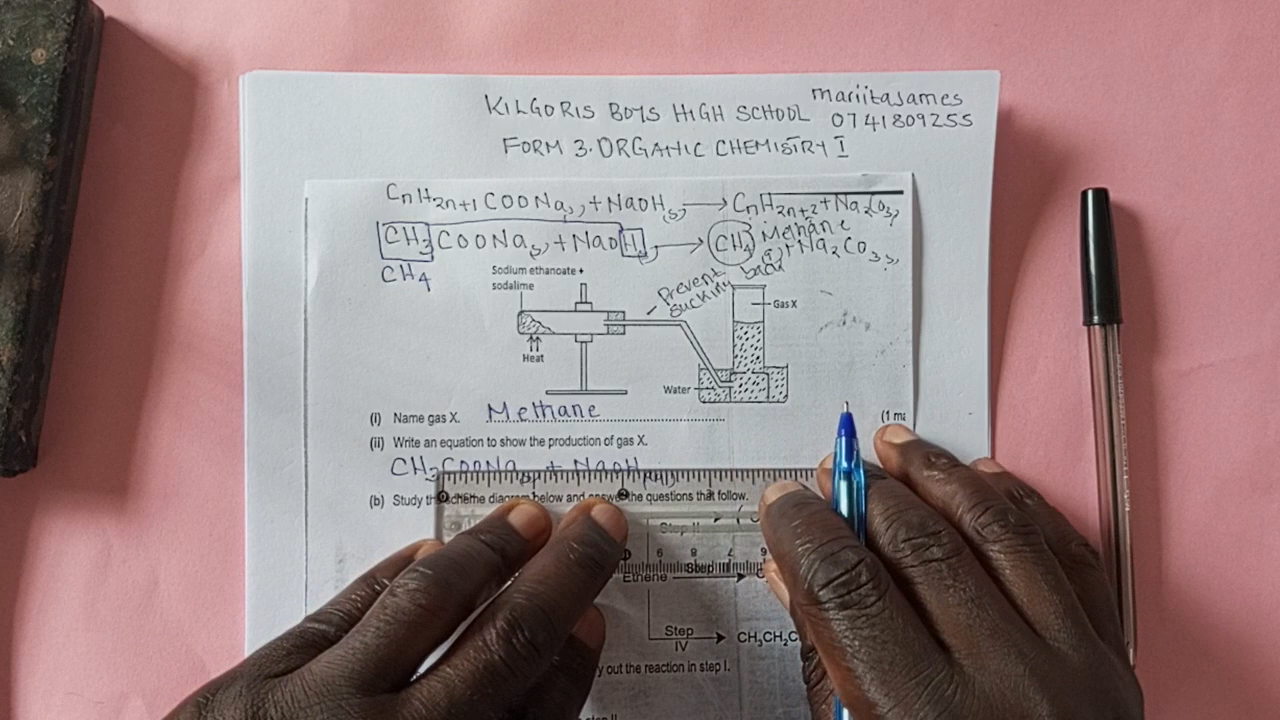 KILGORIS BOYS HIGH SCHOOL
mariitaJames
0741809255
FORM 3. ORGANIC CHEMISTRY I
CnH2n+1COONa(s) + NaOH(s) → CnH2n+2 + Na2CO3
CH3COONa(s) + NaOH(s) → CH4(g) + Na2CO3(s)
Methane
CH4
Prevent
sucking back
Sodium ethanoate +
sodalime
Gas X
Heat
Water
(i) Name gas X. Methane
(ii) Write an equation to show the production of gas X.
CH3COONa(s) + NaOH
(b) Study the scheme diagram below and answer the questions that follow.
Step II
Step III
Ethene
Step
IV
CH3CH2C
y out the reaction in step I.